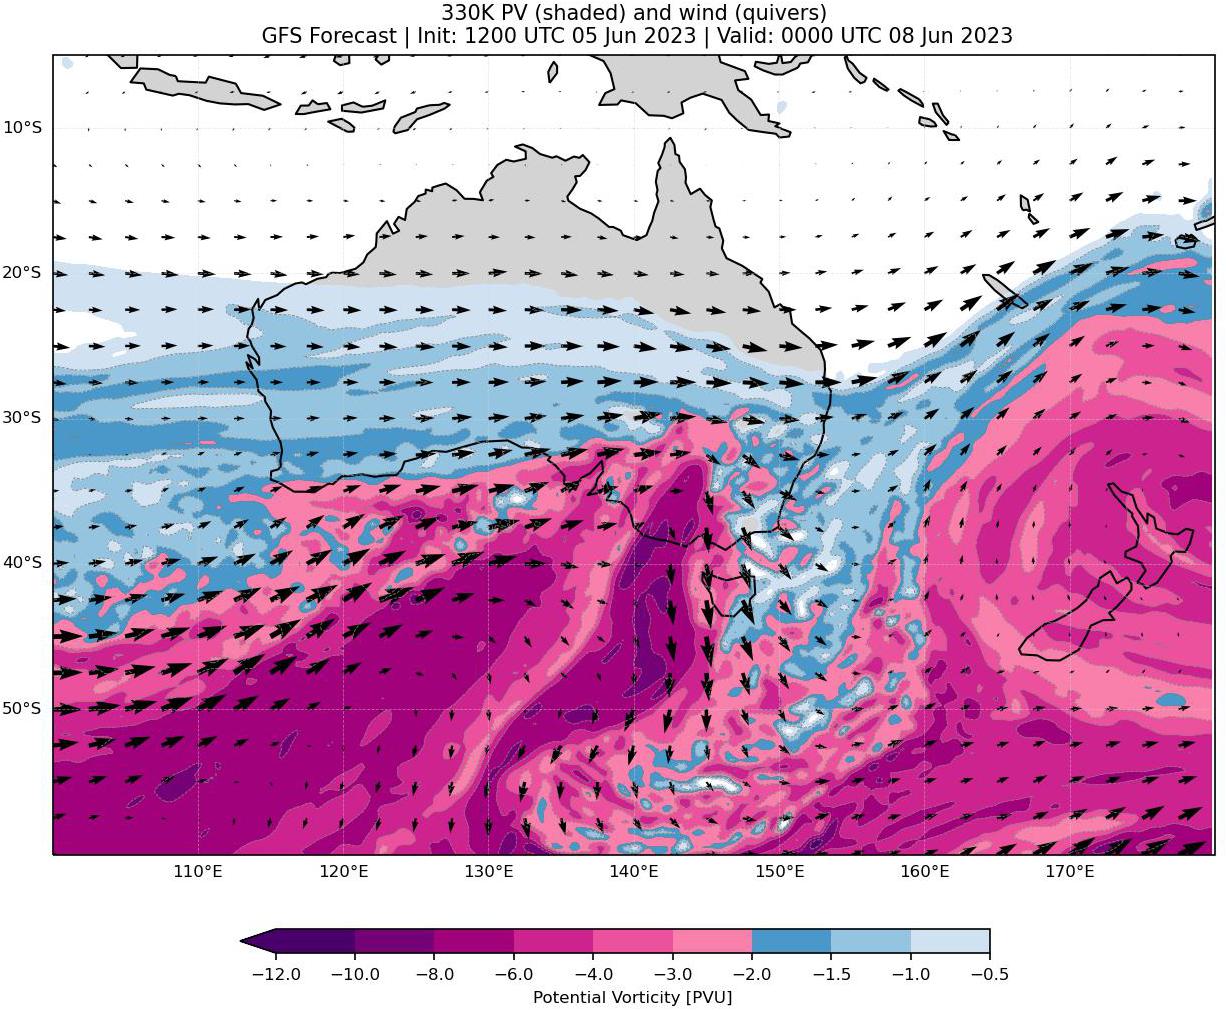 330K PV (shaded) and wind (quivers)
GFS Forecast | Init: 1200 UTC 05 Jun 2023 | Valid: 0000 UTC 08 Jun 2023
10°S
20°S
30°S
40°S
50°S
110°E 120°E 130°E 140°E 150°E 160°E 170°E
−12.0 −10.0 −8.0 −6.0 −4.0 −3.0 −2.0 −1.5 −1.0 −0.5
Potential Vorticity [PVU]